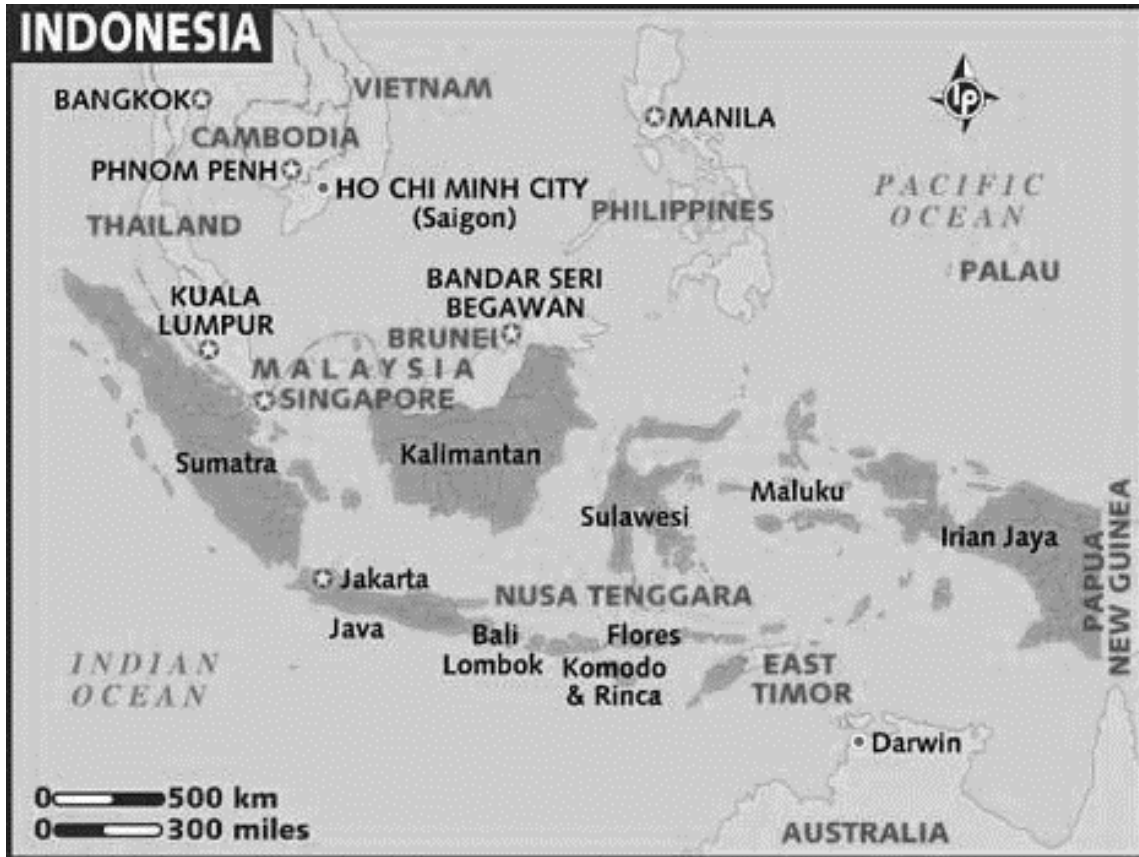 INDONESIA
VIETNAM
BANGKOK
MANILA
CAMBODIA
PHNOM PENH
HO CHI MINH CITY
(Saigon)
PACIFIC
OCEAN
THAILAND
PHILIPPINES
PALAU
BANDAR SERI
BEGAWAN
KUALA
LUMPUR
BRUNEI
MALAYSIA
SINGAPORE
Sumatra
Kalimantan
Maluku
Sulawesi
Irian Jaya
PAPUA
NEW GUINEA
Jakarta
NUSA TENGGARA
Java
Bali
Lombok
Flores
Komodo
& Rinca
EAST
TIMOR
INDIAN
OCEAN
Darwin
0 500 km
0 300 miles
AUSTRALIA
lp